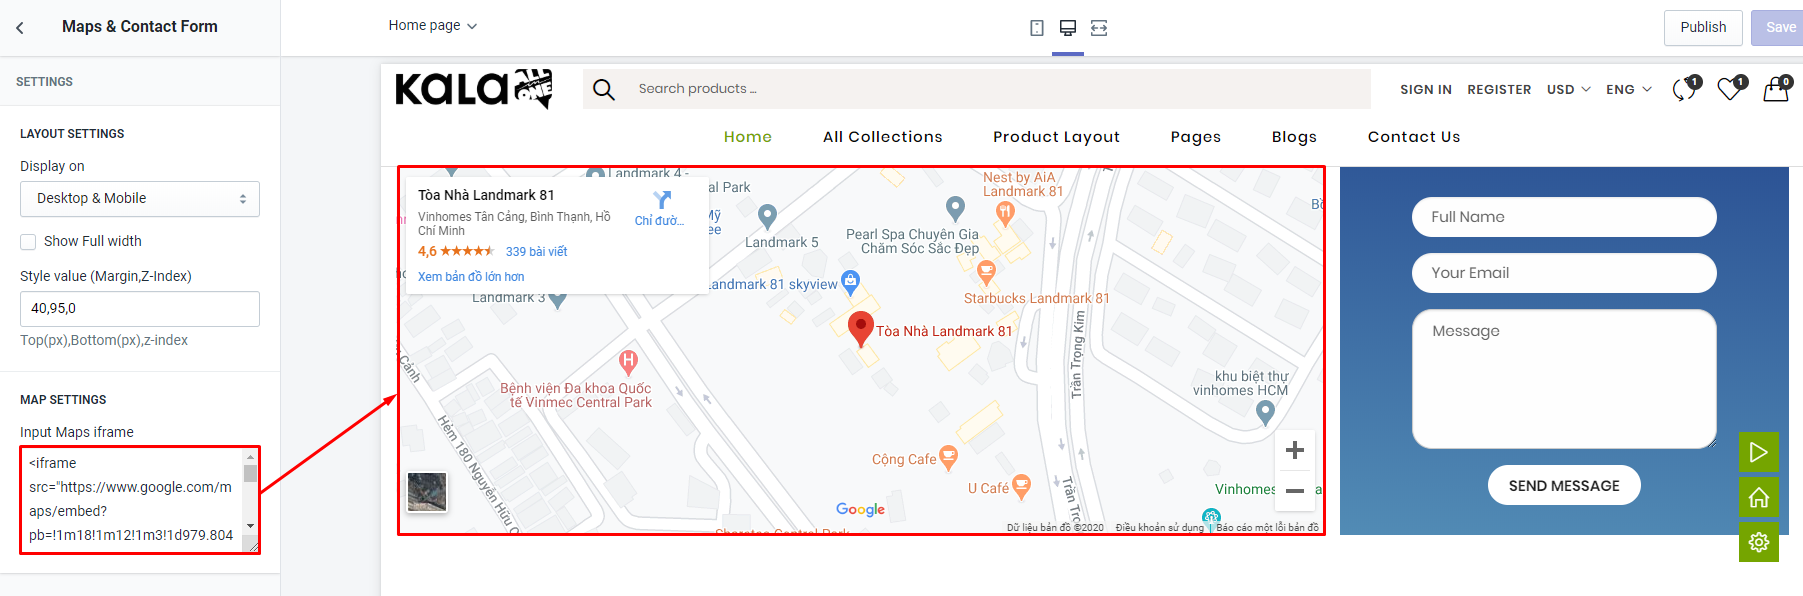 Maps & Contact Form
Home page
Publish
Save
SETTINGS
LAYOUT SETTINGS
Display on
Desktop & Mobile
Show Full width
Style value (Margin,Z-Index)
40,95,0
Top(px),Bottom(px),z-index
MAP SETTINGS
Input Maps iframe
<iframe
src="https://www.google.com/m
aps/embed?
pb=!1m18!1m12!1m3!1d979.804
KALA ALL IN ONE
Search products ...
SIGN IN
REGISTER
USD
ENG
1
1
0
Home
All Collections
Product Layout
Pages
Blogs
Contact Us
Tòa Nhà Landmark 81
Vinhomes Tân Cảng, Bình Thạnh, Hồ
Chí Minh
4,6
339 bài viết
Xem bản đồ lớn hơn
Chỉ đườ...
Landmark 4 -
al Park
Mỹ
ee
Landmark 5
Pearl Spa Chuyên Gia
Chăm Sóc Sắc Đẹp
Nest by AiA
Landmark 81
Landmark 81 skyview
Starbucks Landmark 81
Landmark 3
Tòa Nhà Landmark 81
Trần Trọng Kim
khu biệt thự
vinhomes HCM
Bệnh viện Đa khoa Quốc
tế Vinmec Central Park
Hẻm 180 Nguyễn Hữu C
Cảnh
Cộng Cafe
U Café
Trần Trọ
Vinhomes
Google
Dữ liệu bản đồ ©2020
Điều khoản sử dụng
Báo cáo một lỗi bản đồ
Full Name
Your Email
Message
SEND MESSAGE